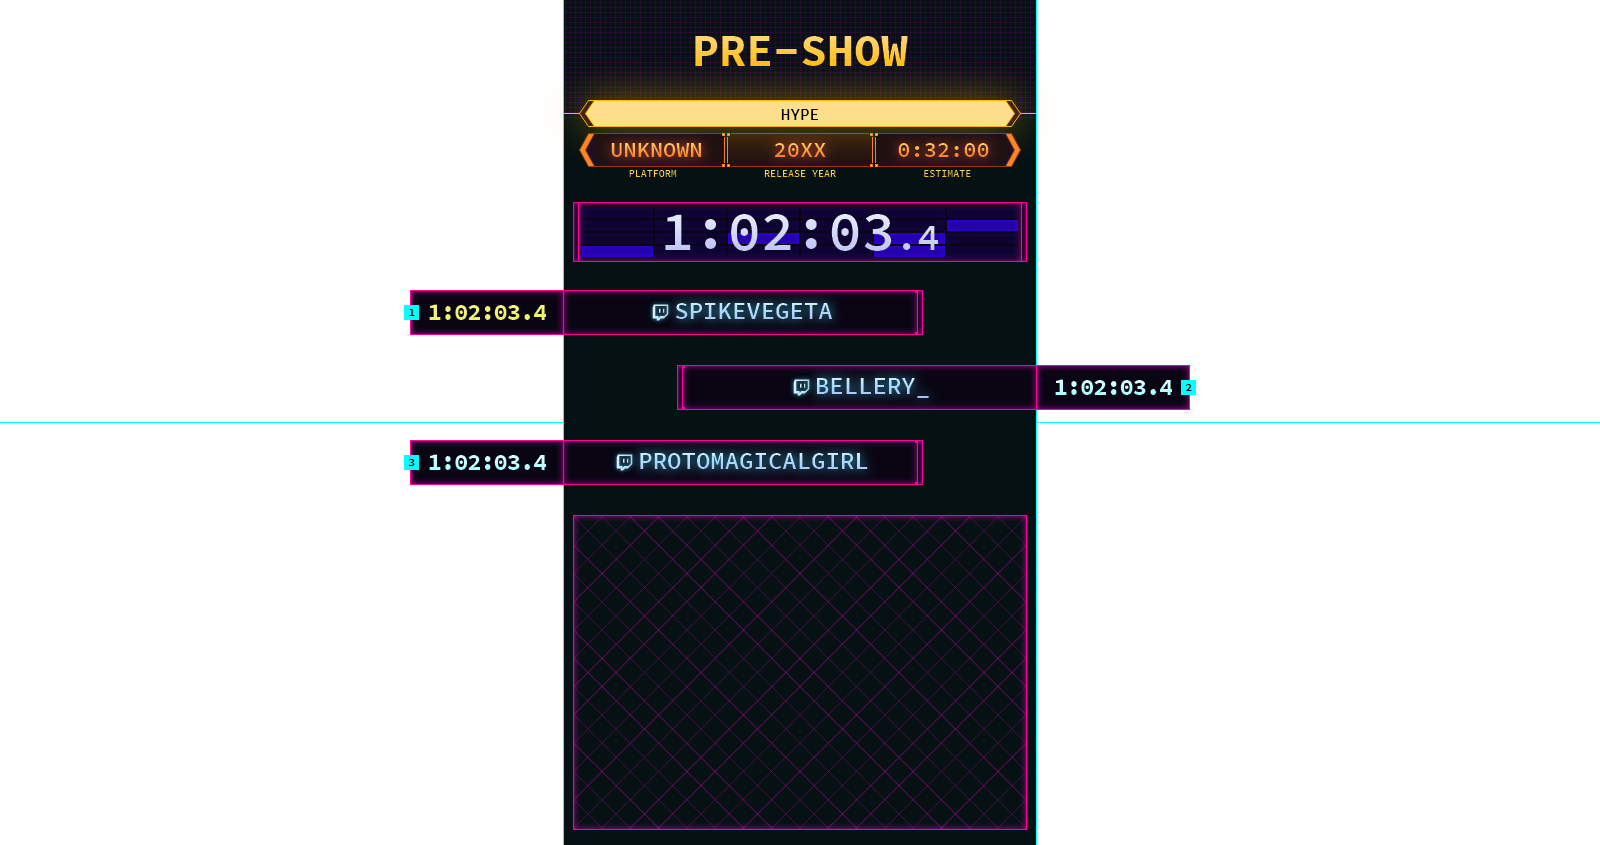 PRE-SHOW
HYPE
UNKNOWN 20XX 0:32:00
PLATFORM RELEASE YEAR ESTIMATE
1:02:03.4
1 1:02:03.4 SPIKEVEGETA
BELLERY_ 1:02:03.4 2
3 1:02:03.4 PROTOMAGICALGIRL